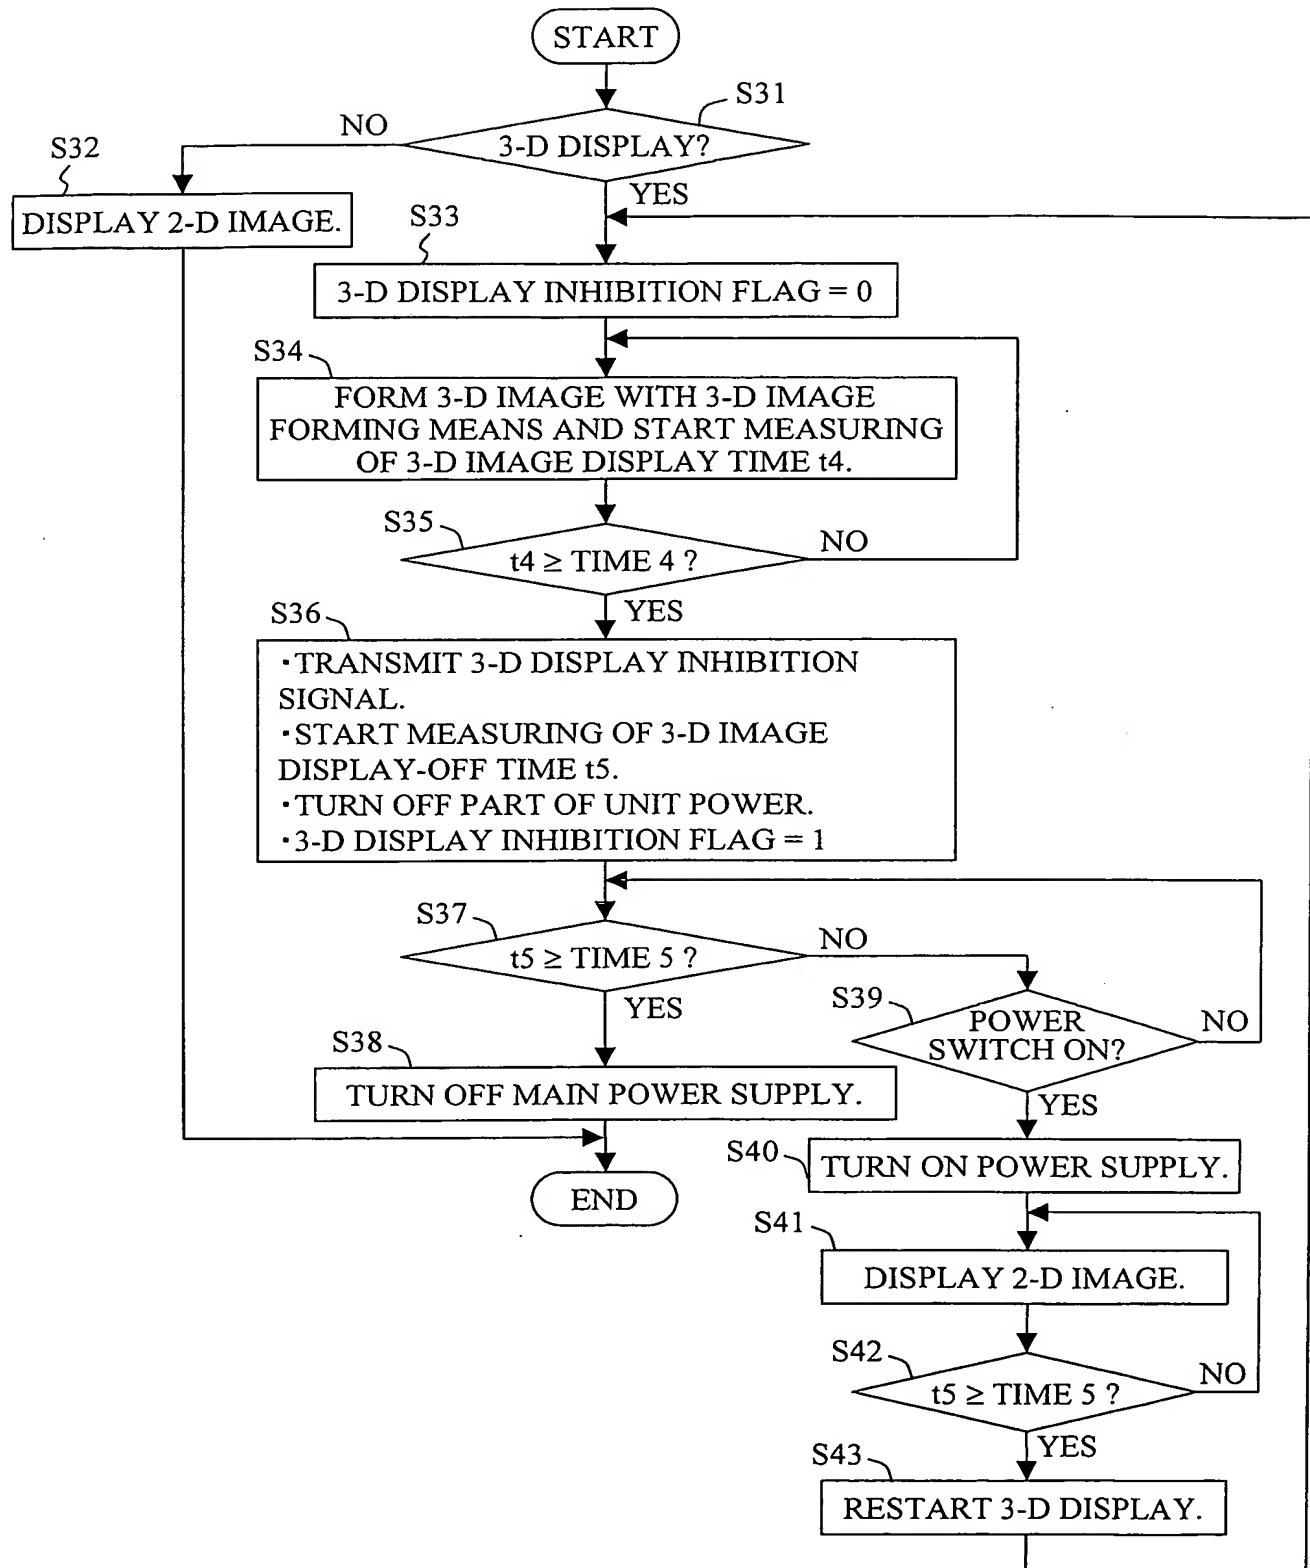 START
S31
3-D DISPLAY?
NO
YES
S32
DISPLAY 2-D IMAGE.
S33
3-D DISPLAY INHIBITION FLAG = 0
S34
FORM 3-D IMAGE WITH 3-D IMAGE
FORMING MEANS AND START MEASURING
OF 3-D IMAGE DISPLAY TIME t4.
S35
t4 ≥ TIME 4 ?
NO
YES
S36
·TRANSMIT 3-D DISPLAY INHIBITION
SIGNAL.
·START MEASURING OF 3-D IMAGE
DISPLAY-OFF TIME t5.
·TURN OFF PART OF UNIT POWER.
·3-D DISPLAY INHIBITION FLAG = 1
S37
t5 ≥ TIME 5 ?
NO
YES
S38
TURN OFF MAIN POWER SUPPLY.
END
S39
POWER
SWITCH ON?
NO
YES
S40
TURN ON POWER SUPPLY.
S41
DISPLAY 2-D IMAGE.
S42
t5 ≥ TIME 5 ?
NO
YES
S43
RESTART 3-D DISPLAY.